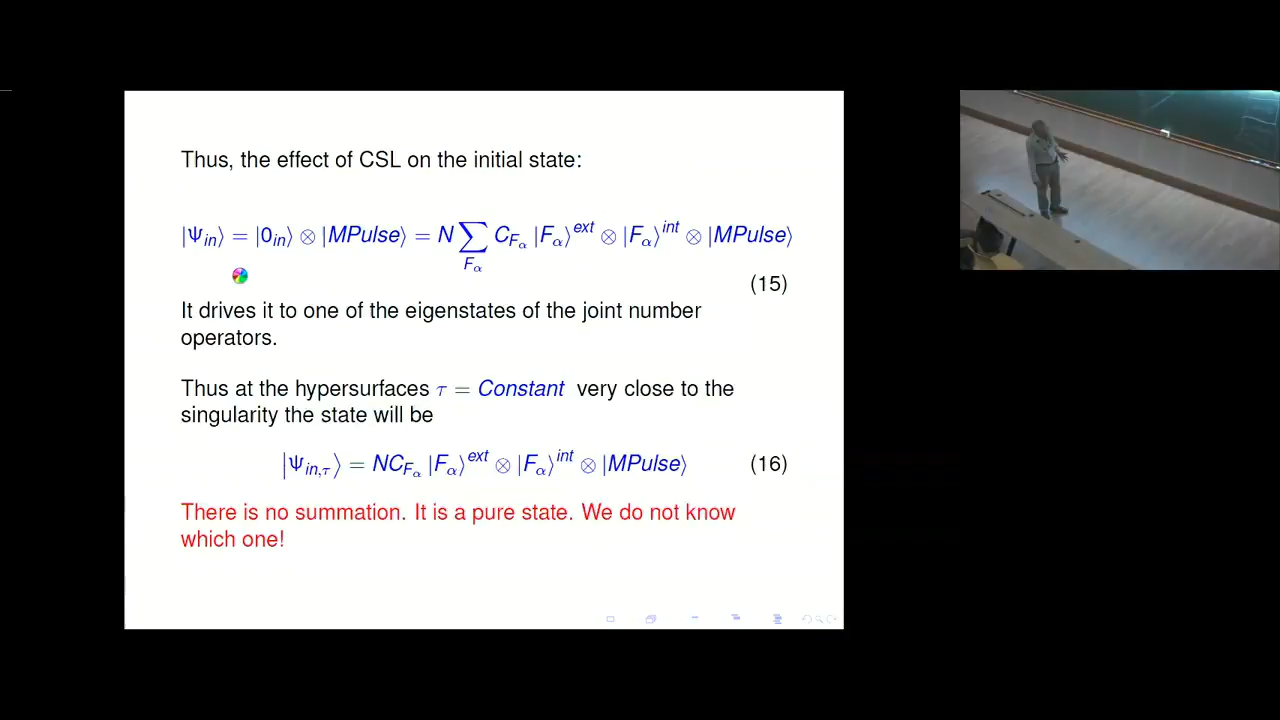 Thus, the effect of CSL on the initial state:
|Ψ_in⟩ = |0_in⟩ ⊗ |MPulse⟩ = N ∑_{F_α} C_{F_α} |F_α⟩^{ext} ⊗ |F_α⟩^{int} ⊗ |MPulse⟩
(15)
It drives it to one of the eigenstates of the joint number
operators.
Thus at the hypersurfaces τ = Constant very close to the
singularity the state will be
|Ψ_{in,τ}⟩ = NC_{F_α} |F_α⟩^{ext} ⊗ |F_α⟩^{int} ⊗ |MPulse⟩ (16)
There is no summation. It is a pure state. We do not know
which one!